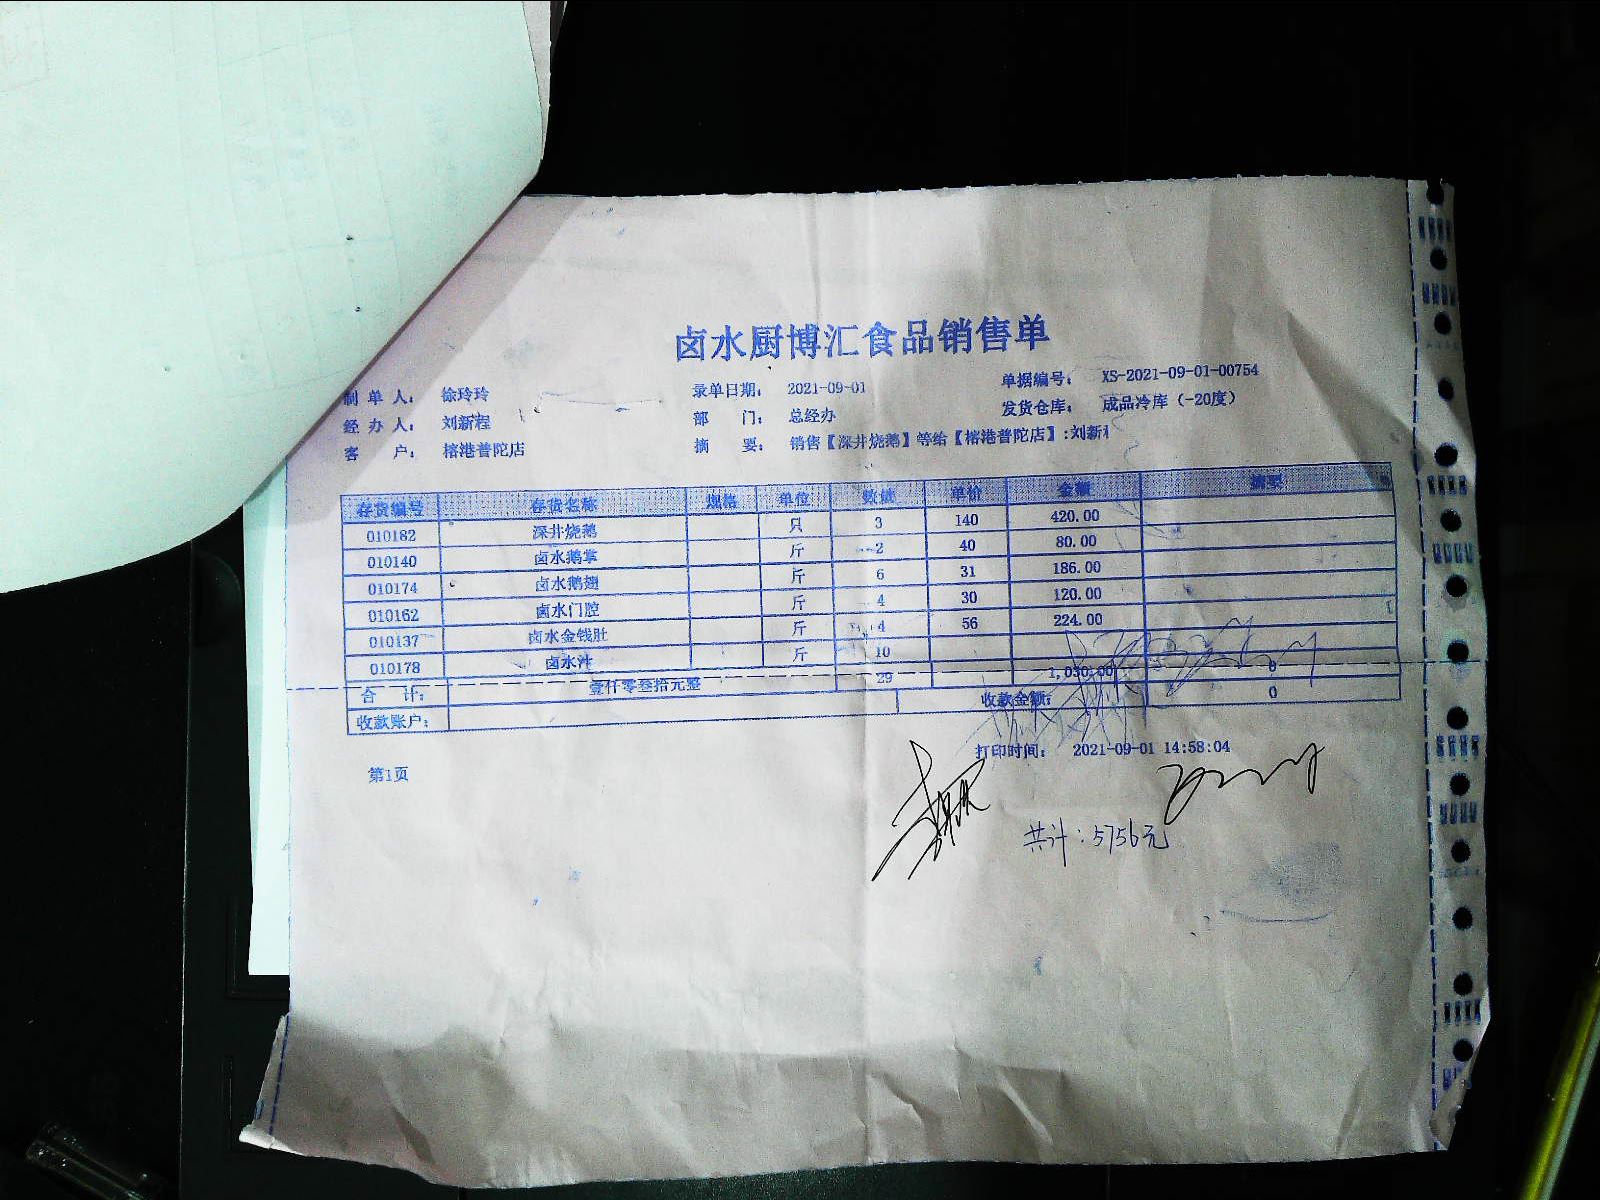 卤水厨博汇食品销售单
制单人： 徐玲玲 录单日期： 2021-09-01 单据编号： XS-2021-09-01-00754
经办人： 刘新程 部门： 总经办 发货仓库： 成品冷库（-20度）
客户： 榕港普陀店 摘要： 销售【深井烧鹅】等给【榕港普陀店】:刘新
存货编号 存货名称 规格 单位 数量 单价 金额 摘要
010182 深井烧鹅 只 3 140 420.00
010140 卤水鹅掌 斤 2 40 80.00
010174 卤水鹅翅 斤 6 31 186.00
010162 卤水门腔 斤 4 30 120.00
010137 卤水金钱肚 斤 4 56 224.00
010178 卤水汁 斤 10
合计： 壹仟零叁拾元整 29 1,030.00 0
收款账户： 收款金额： 0
第1页 打印时间： 2021-09-01 14:58:04
共计：5756元